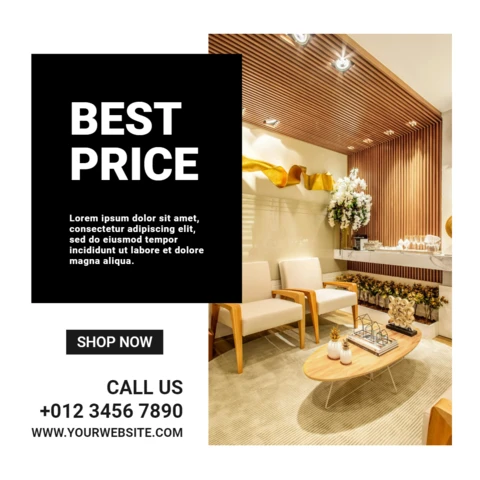 BEST
PRICE
Lorem ipsum dolor sit amet,
consectetur adipiscing elit,
sed do eiusmod tempor
incididunt ut labore et dolore
magna aliqua.
SHOP NOW
CALL US
+012 3456 7890
WWW.YOURWEBSITE.COM